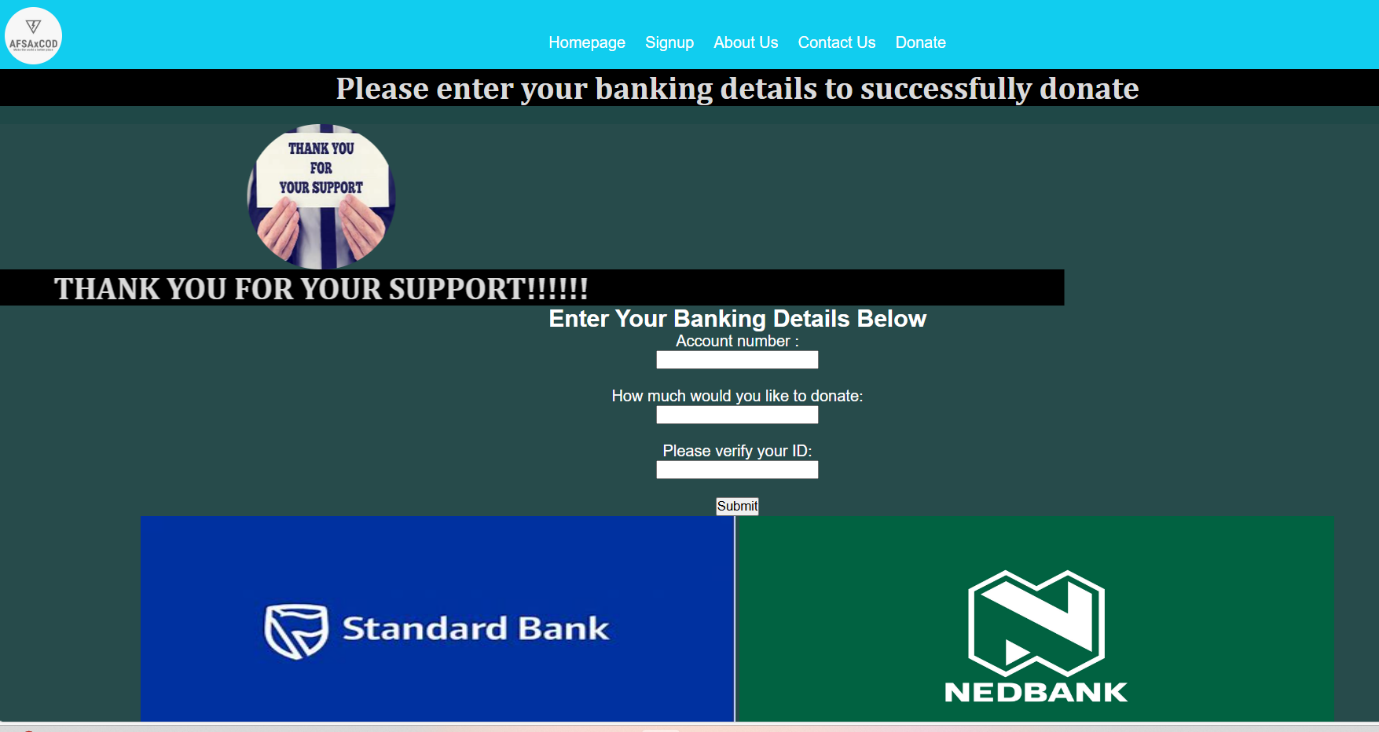 AFSAxCOD
Homepage Signup About Us Contact Us Donate
Please enter your banking details to successfully donate
THANK YOU
FOR
YOUR SUPPORT
THANK YOU FOR YOUR SUPPORT!!!!!!
Enter Your Banking Details Below
Account number :
How much would you like to donate:
Please verify your ID:
Submit
Standard Bank
NEDBANK